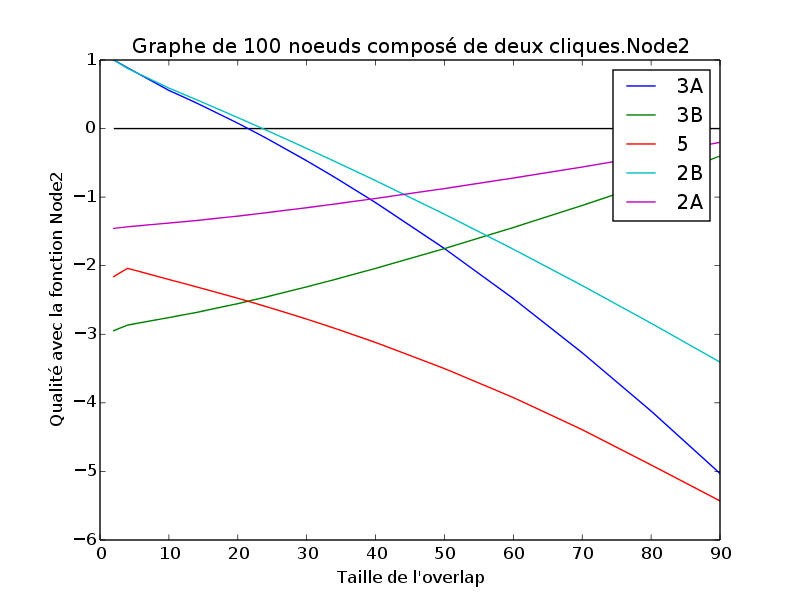 Graphe de 100 noeuds composé de deux cliques.Node2
1
0
−1
−2
−3
−4
−5
−6
Qualité avec la fonction Node2
3A
3B
5
2B
2A
0 10 20 30 40 50 60 70 80 90
Taille de l'overlap